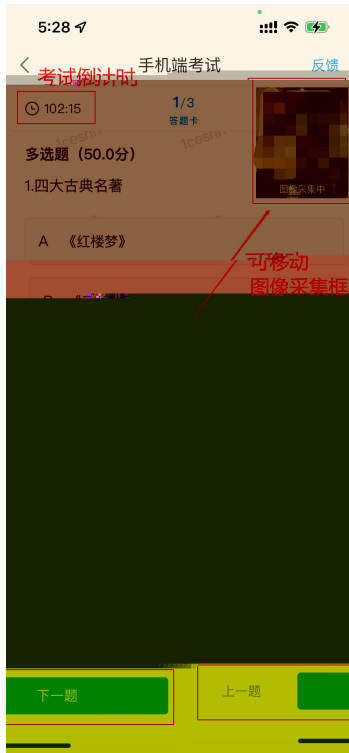 5:28
手机端考试
反馈
考试倒计时
102:15
1/3
答题卡
多选题（50.0分）
1.四大古典名著
图像采集中
A 《红楼梦》
可移动
图像采集框
下一题
上一题